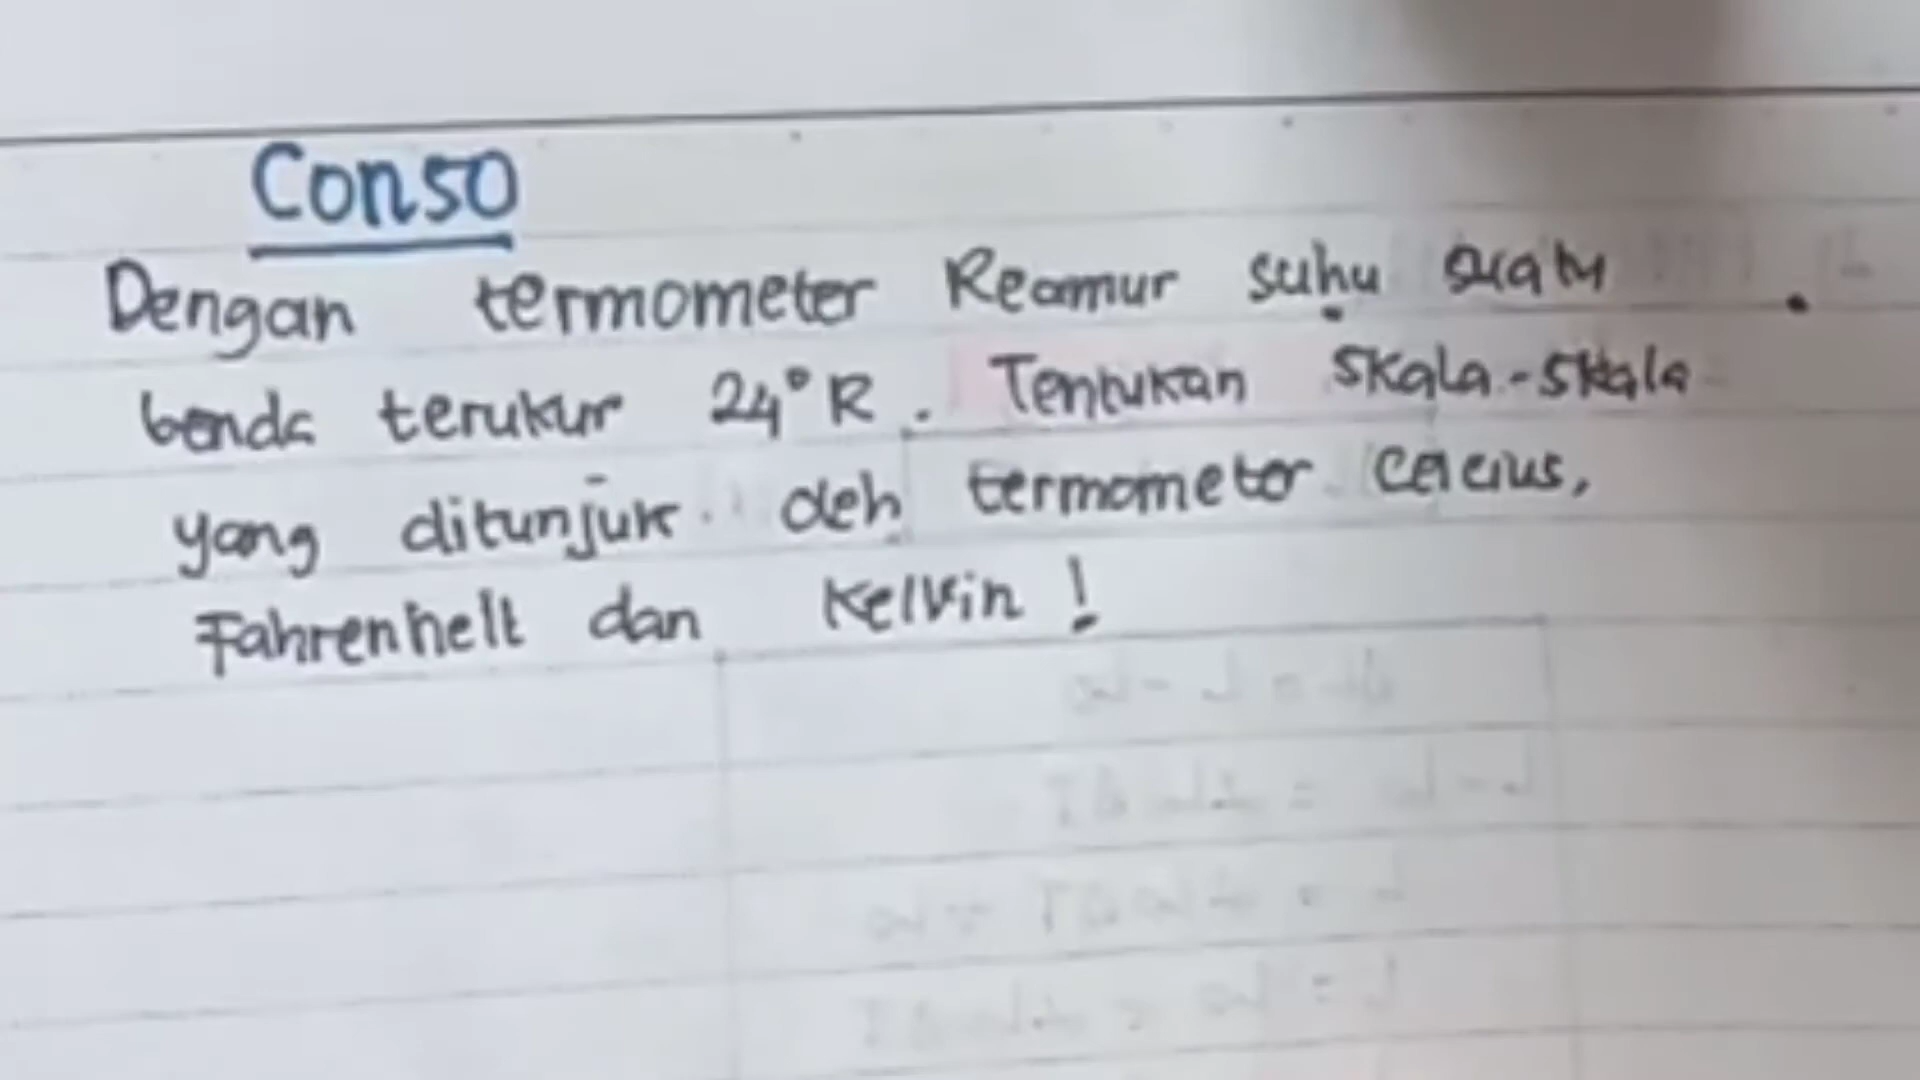 Conso
Dengan termometer Reamur suhu suatu
benda terukur 24°R. Tentukan skala-skala
yang ditunjuk oleh termometer celcius,
Fahrenhelt dan Kelvin!